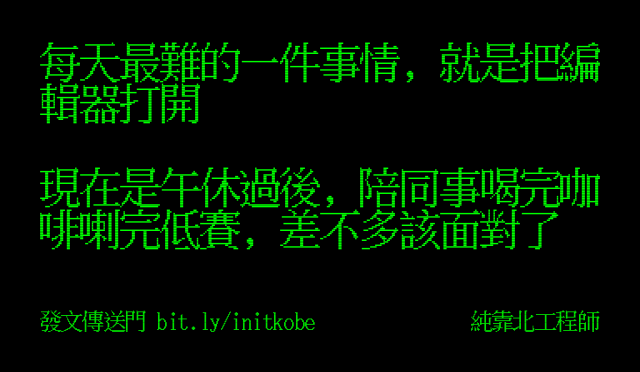 每天最難的一件事情，就是把編
輯器打開
現在是午休過後，陪同事喝完咖
啡喇完低賽，差不多該面對了
發文傳送門 bit.ly/initkobe
純靠北工程師